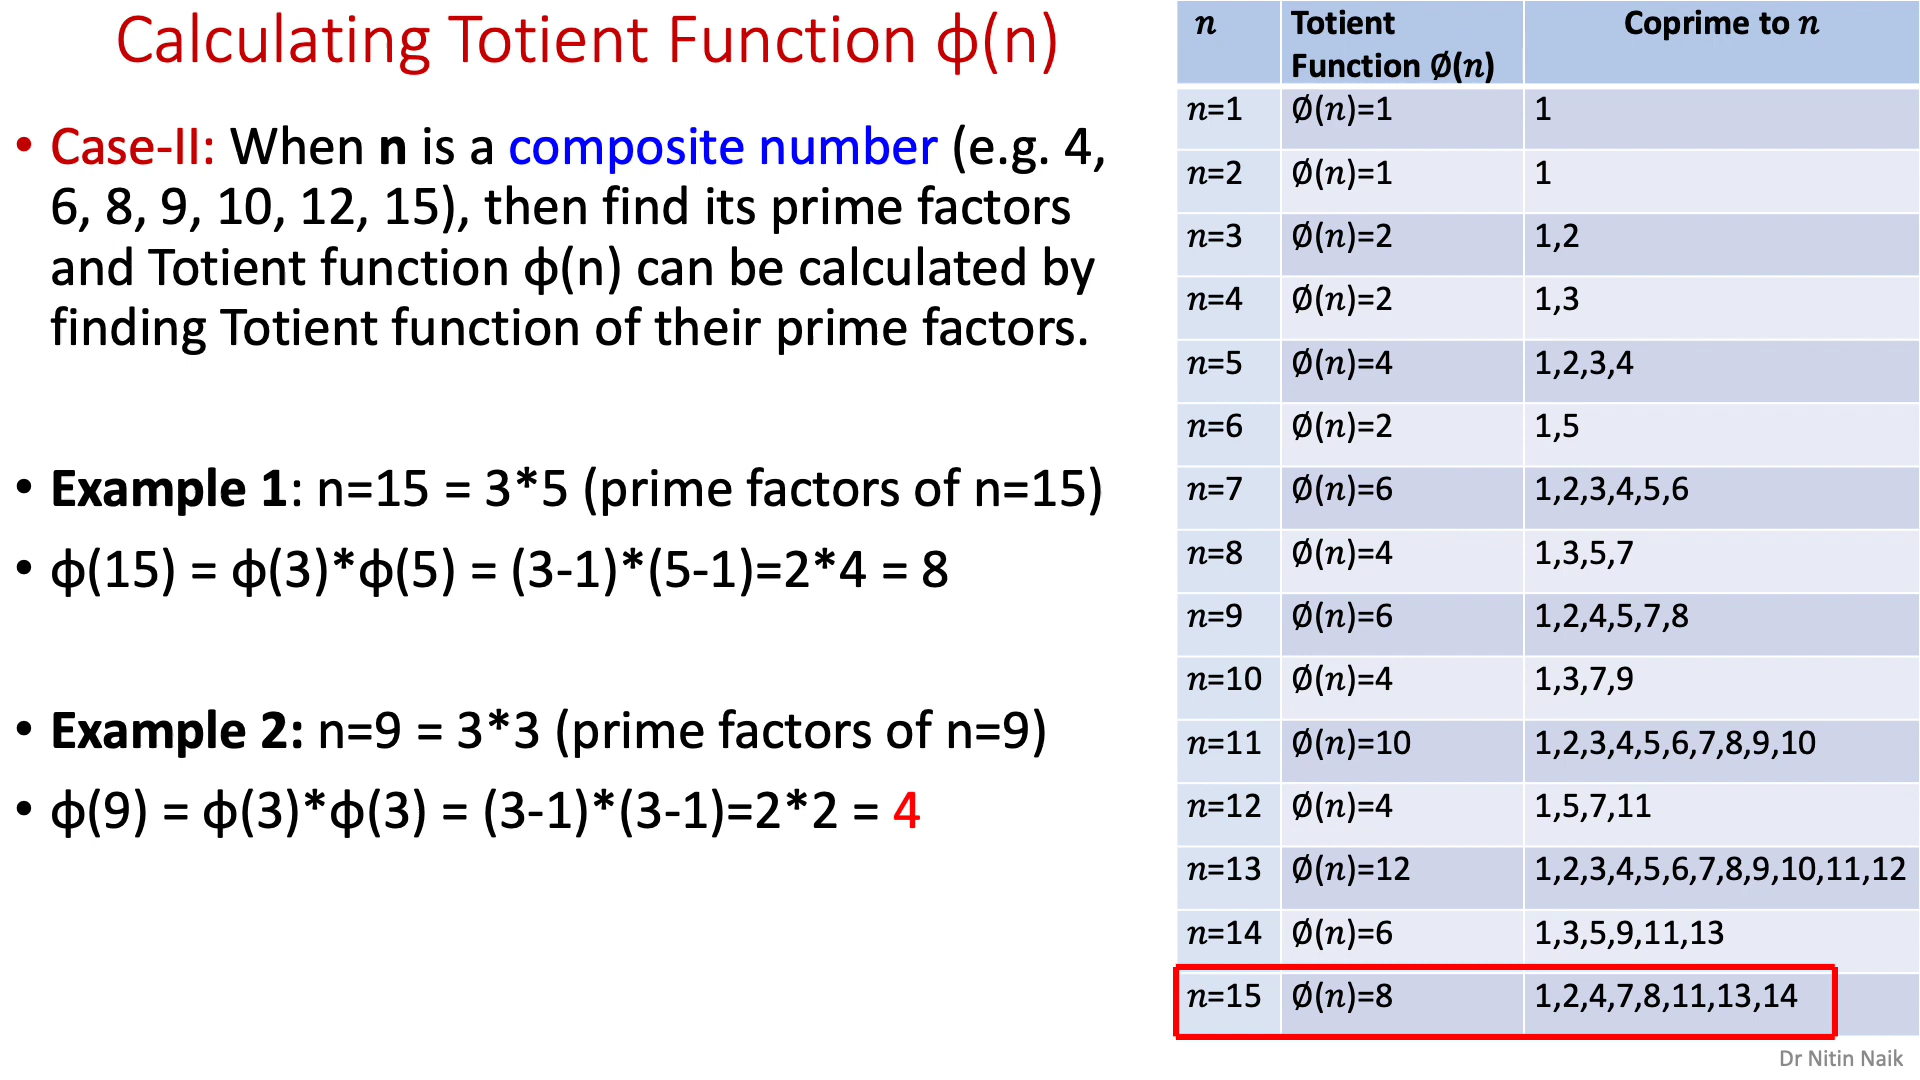 Calculating Totient Function ϕ(n)
• Case-II: When n is a composite number (e.g. 4,
6, 8, 9, 10, 12, 15), then find its prime factors
and Totient function ϕ(n) can be calculated by
finding Totient function of their prime factors.
• Example 1: n=15 = 3*5 (prime factors of n=15)
• ϕ(15) = ϕ(3)*ϕ(5) = (3-1)*(5-1)=2*4 = 8
• Example 2: n=9 = 3*3 (prime factors of n=9)
• ϕ(9) = ϕ(3)*ϕ(3) = (3-1)*(3-1)=2*2 = 4
n Totient Function Ø(n) Coprime to n
n=1 Ø(n)=1 1
n=2 Ø(n)=1 1
n=3 Ø(n)=2 1,2
n=4 Ø(n)=2 1,3
n=5 Ø(n)=4 1,2,3,4
n=6 Ø(n)=2 1,5
n=7 Ø(n)=6 1,2,3,4,5,6
n=8 Ø(n)=4 1,3,5,7
n=9 Ø(n)=6 1,2,4,5,7,8
n=10 Ø(n)=4 1,3,7,9
n=11 Ø(n)=10 1,2,3,4,5,6,7,8,9,10
n=12 Ø(n)=4 1,5,7,11
n=13 Ø(n)=12 1,2,3,4,5,6,7,8,9,10,11,12
n=14 Ø(n)=6 1,3,5,9,11,13
n=15 Ø(n)=8 1,2,4,7,8,11,13,14
Dr Nitin Naik